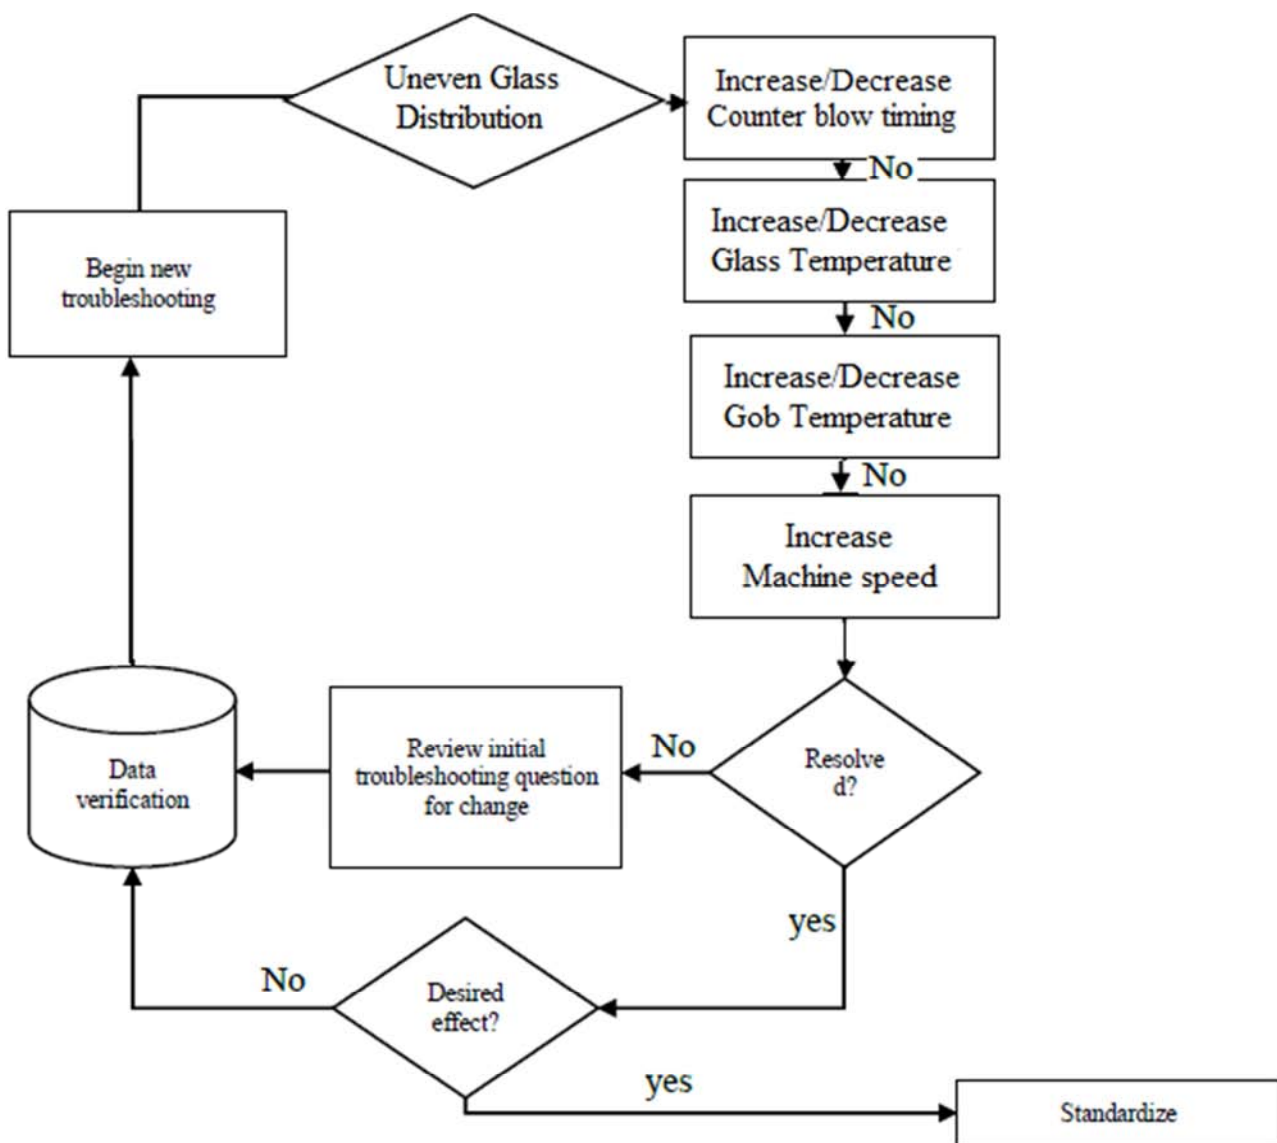 Uneven Glass
Distribution
Increase/Decrease
Counter blow timing
No
Increase/Decrease
Glass Temperature
No
Increase/Decrease
Gob Temperature
No
Increase
Machine speed
Begin new
troubleshooting
Resolve
d?
No
Review initial
troubleshooting question
for change
Data
verification
yes
Desired
effect?
No
yes
Standardize